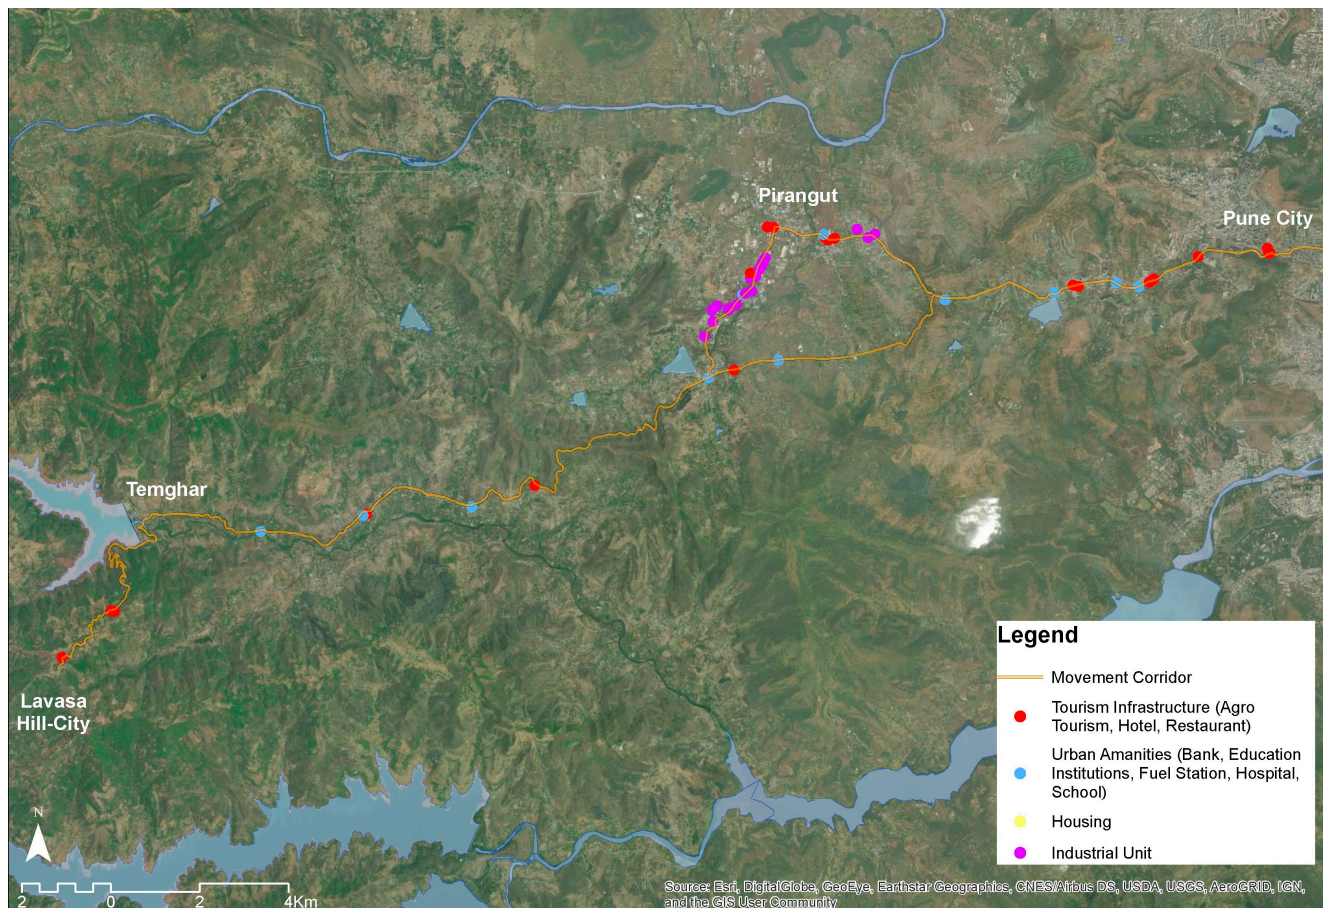 Pirangut
Pune City
Temghar
Lavasa
Hill-City
Legend
Movement Corridor
Tourism Infrastructure (Agro
Tourism, Hotel, Restaurant)
Urban Amanities (Bank, Education
Institutions, Fuel Station, Hospital,
School)
Housing
Industrial Unit
N
2 0 2 4Km
Source: Esri, DigitalGlobe, GeoEye, Earthstar Geographics, CNES/Airbus DS, USDA, USGS, AeroGRID, IGN,
and the GIS User Community